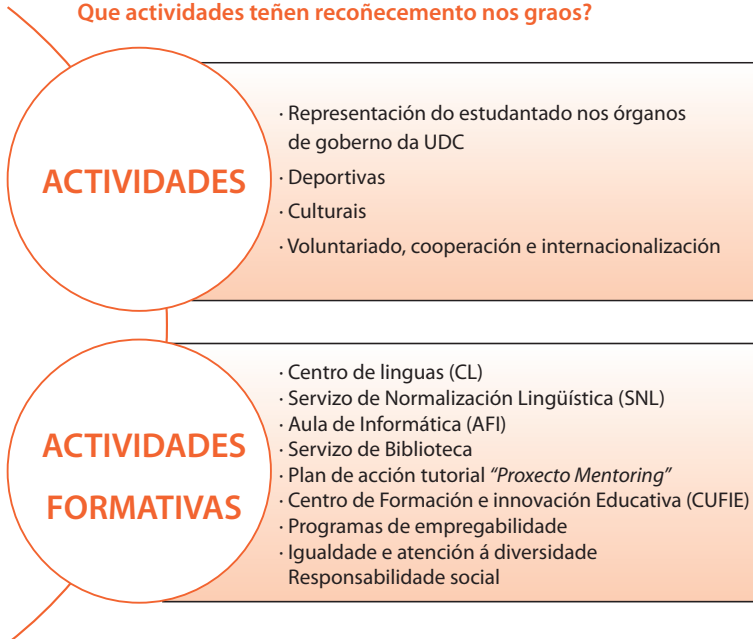 Que actividades teñen recoñecemento nos graos?
ACTIVIDADES
· Representación do estudantado nos órganos
de goberno da UDC
· Deportivas
· Culturais
· Voluntariado, cooperación e internacionalización
ACTIVIDADES
FORMATIVAS
· Centro de linguas (CL)
· Servizo de Normalización Lingüística (SNL)
· Aula de Informática (AFI)
· Servizo de Biblioteca
· Plan de acción tutorial “Proxecto Mentoring”
· Centro de Formación e innovación Educativa (CUFIE)
· Programas de empregabilidade
· Igualdade e atención á diversidade
Responsabilidade social